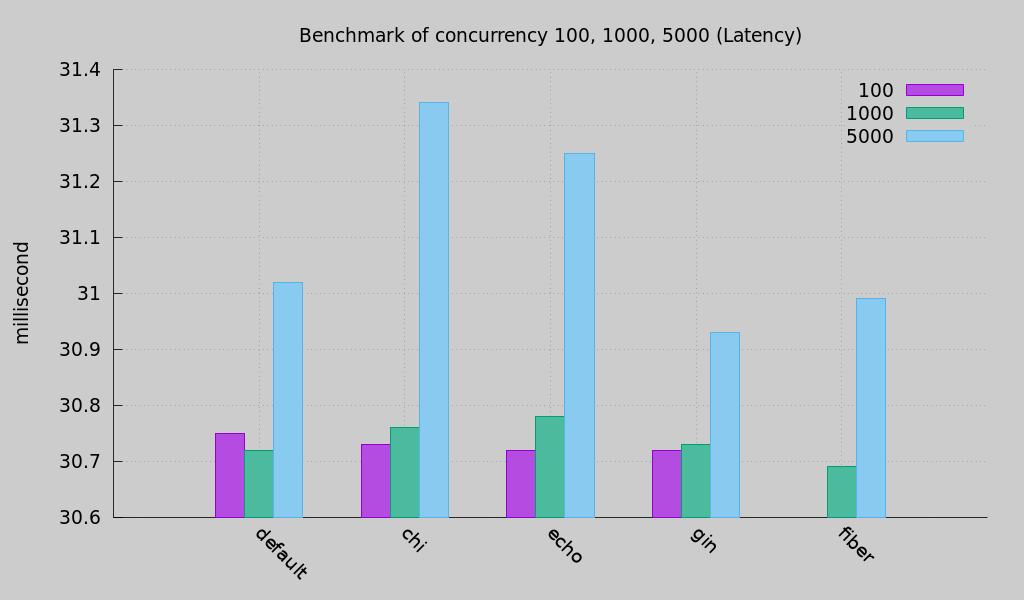 Benchmark of concurrency 100, 1000, 5000 (Latency)
31.4
31.3
31.2
31.1
31
30.9
30.8
30.7
30.6
millisecond
100
1000
5000
default
chi
echo
gin
fiber